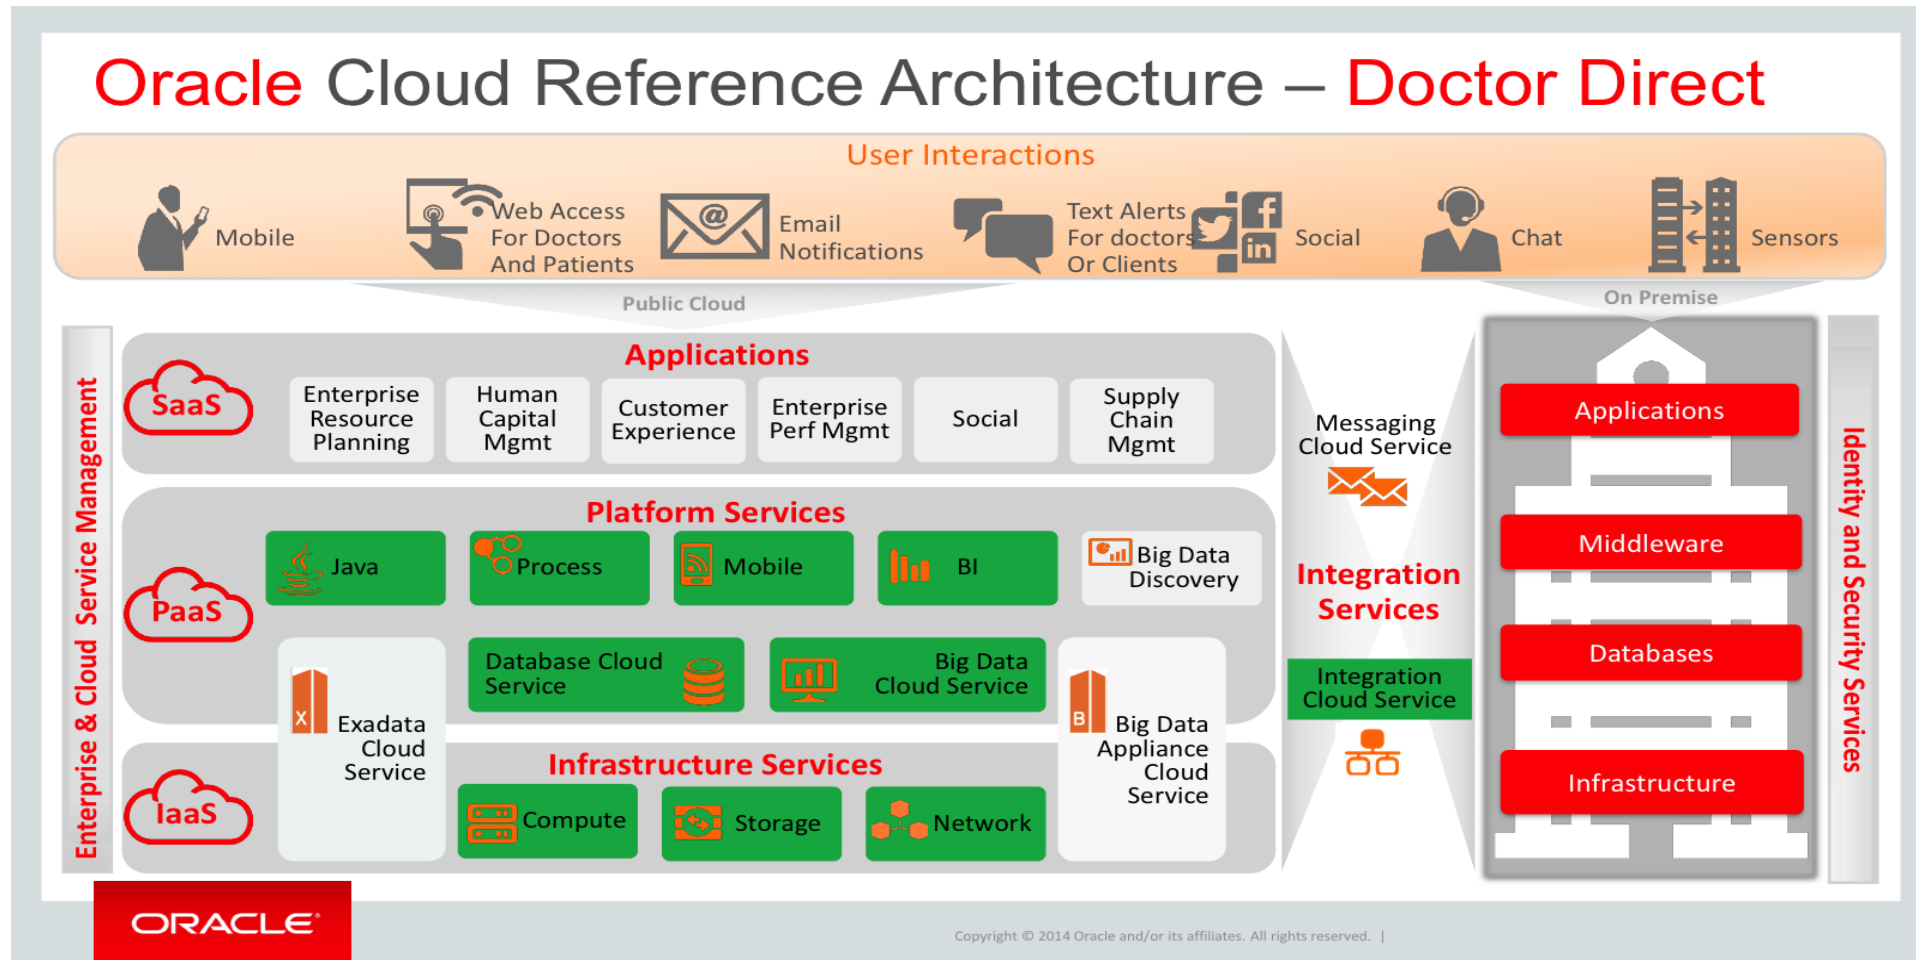 Oracle Cloud Reference Architecture – Doctor Direct
User Interactions
Mobile
Web Access
For Doctors
And Patients
@
Email
Notifications
Text Alerts
For doctors
Or Clients
f
in
Social
Chat
Sensors
Public Cloud
On Premise
Enterprise & Cloud Service Management
SaaS
Applications
Enterprise
Resource
Planning
Human
Capital
Mgmt
Customer
Experience
Enterprise
Perf Mgmt
Social
Supply
Chain
Mgmt
PaaS
Platform Services
Java
Process
Mobile
BI
Big Data
Discovery
X
Exadata
Cloud
Service
Database Cloud
Service
Big Data
Cloud Service
B
Big Data
Appliance
Cloud
Service
IaaS
Infrastructure Services
Compute
Storage
Network
Messaging
Cloud Service
Integration
Services
Integration
Cloud Service
Applications
Middleware
Databases
Infrastructure
Identity and Security Services
ORACLE®
Copyright © 2014 Oracle and/or its affiliates. All rights reserved. |